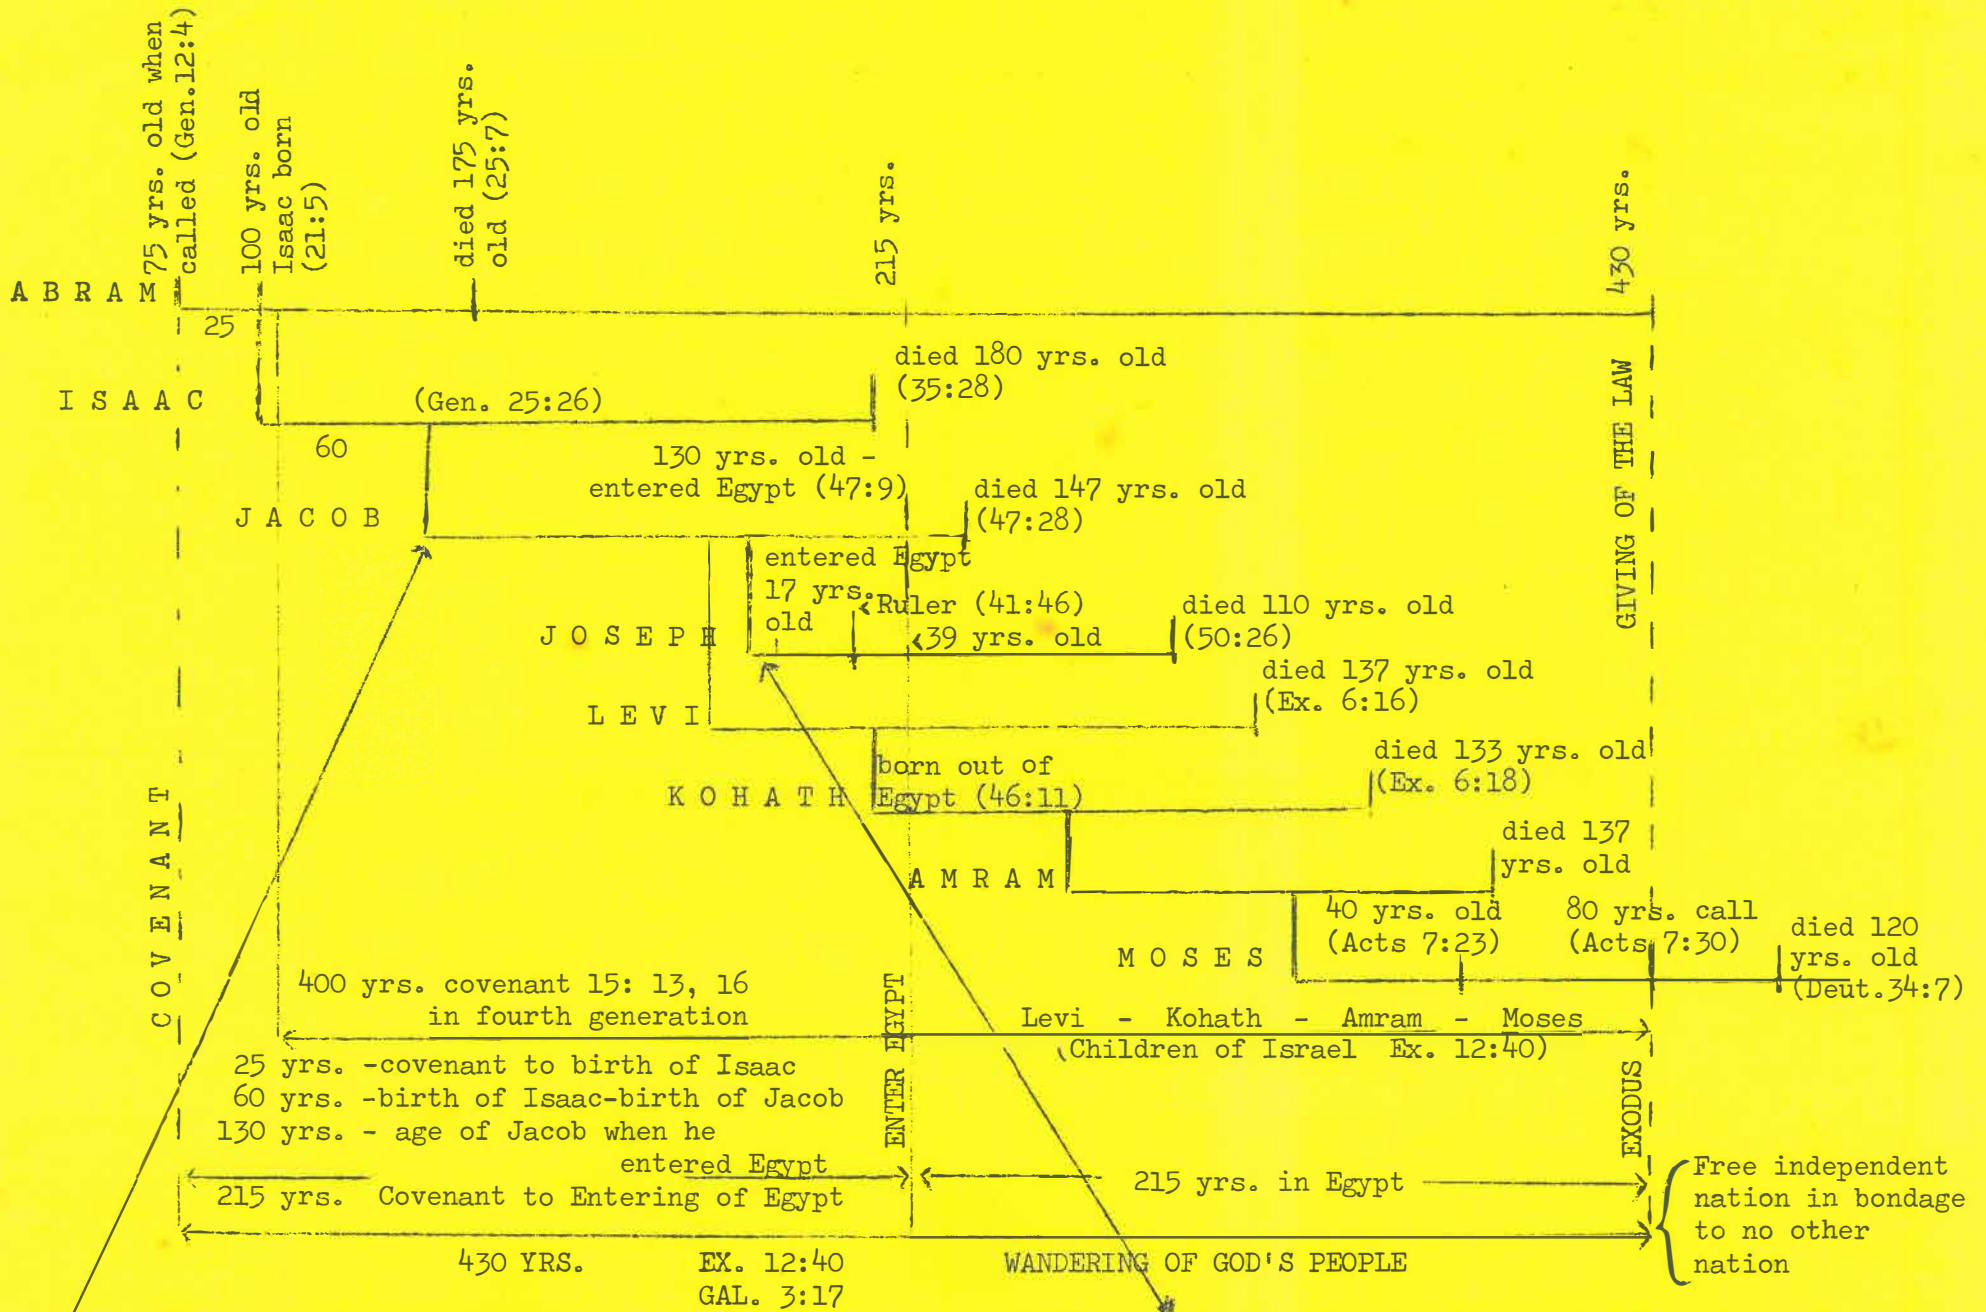 75 yrs. old when
called (Gen.12:4)
100 yrs. old
Isaac born
(21:5)
died 175 yrs.
old (25:7)
215 yrs.
430 yrs.
A B R A M
25
died 180 yrs. old
(35:28)
I S A A C
(Gen. 25:26)
60
130 yrs. old -
entered Egypt (47:9)
died 147 yrs. old
(47:28)
J A C O B
GIVING OF THE LAW
entered Egypt
17 yrs.
old
Ruler (41:46)
39 yrs. old
died 110 yrs. old
(50:26)
J O S E P H
died 137 yrs. old
(Ex. 6:16)
L E V I
born out of
Egypt (46:11)
died 133 yrs. old
(Ex. 6:18)
K O H A T H
died 137
yrs. old
A M R A M
40 yrs. old
(Acts 7:23)
80 yrs. call
(Acts 7:30)
died 120
yrs. old
(Deut.34:7)
M O S E S
C O V E N A N T
400 yrs. covenant 15: 13, 16
in fourth generation
Levi - Kohath - Amram - Moses
(Children of Israel Ex. 12:40)
ENTER EGYPT
EXODUS
25 yrs. -covenant to birth of Isaac
60 yrs. -birth of Isaac-birth of Jacob
130 yrs. - age of Jacob when he
entered Egypt
215 yrs. Covenant to Entering of Egypt
215 yrs. in Egypt
Free independent
nation in bondage
to no other
nation
430 YRS. EX. 12:40
GAL. 3:17
WANDERING OF GOD'S PEOPLE